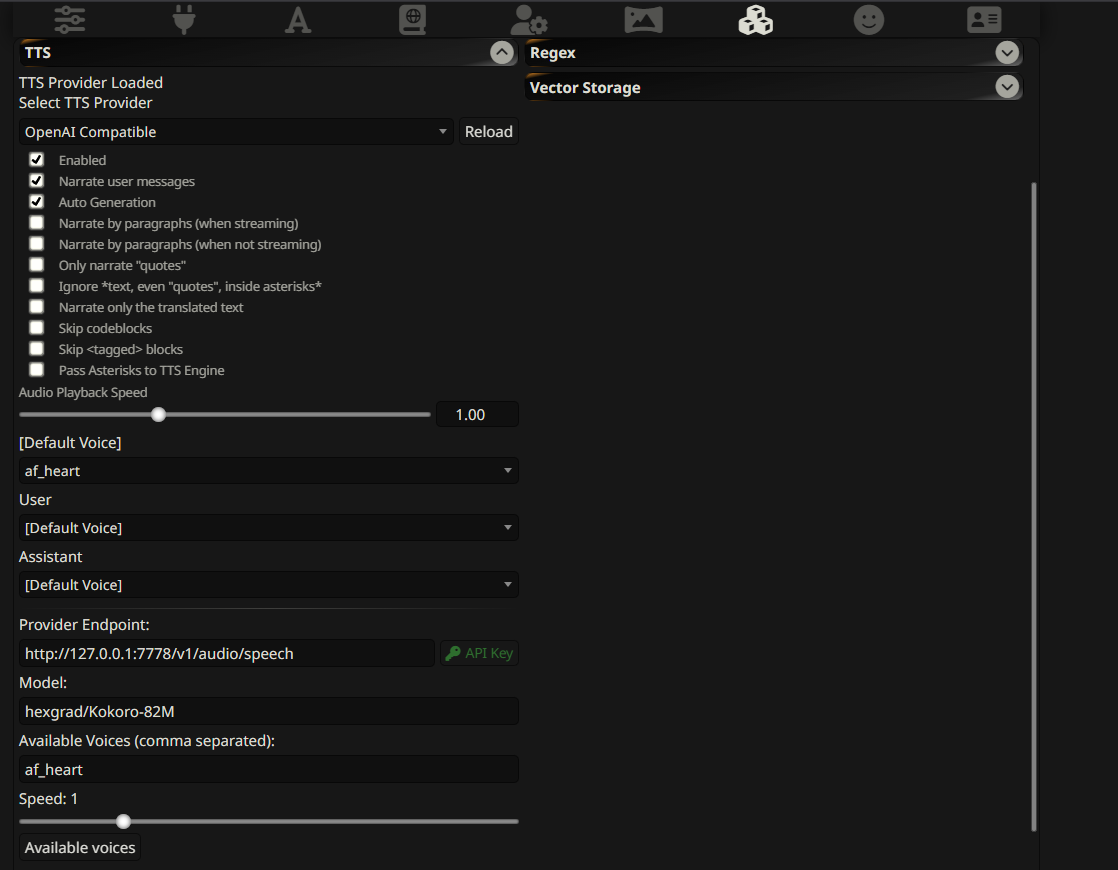 TTS
TTS Provider Loaded
Select TTS Provider
OpenAI Compatible
Reload
Enabled
Narrate user messages
Auto Generation
Narrate by paragraphs (when streaming)
Narrate by paragraphs (when not streaming)
Only narrate "quotes"
Ignore *text, even "quotes", inside asterisks*
Narrate only the translated text
Skip codeblocks
Skip <tagged> blocks
Pass Asterisks to TTS Engine
Audio Playback Speed
1.00
[Default Voice]
af_heart
User
[Default Voice]
Assistant
[Default Voice]
Provider Endpoint:
http://127.0.0.1:7778/v1/audio/speech
API Key
Model:
hexgrad/Kokoro-82M
Available Voices (comma separated):
af_heart
Speed: 1
Available voices
Regex
Vector Storage